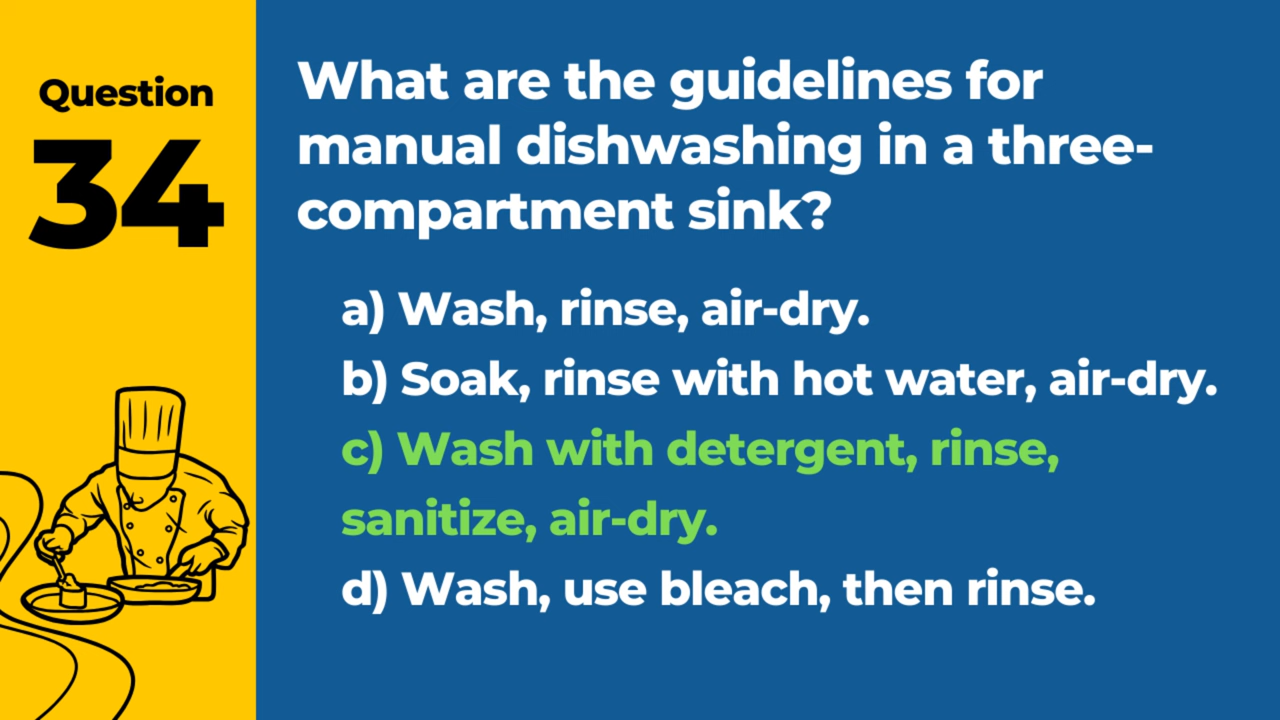 Question
34
What are the guidelines for
manual dishwashing in a three-
compartment sink?
a) Wash, rinse, air-dry.
b) Soak, rinse with hot water, air-dry.
c) Wash with detergent, rinse,
sanitize, air-dry.
d) Wash, use bleach, then rinse.